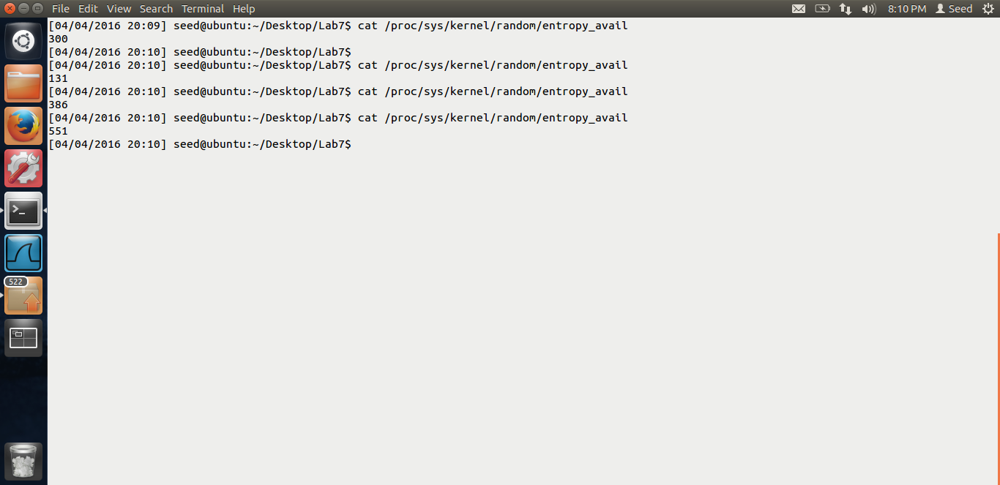 File Edit View Search Terminal Help 8:10 PM Seed
[04/04/2016 20:09] seed@ubuntu:~/Desktop/Lab7$ cat /proc/sys/kernel/random/entropy_avail
300
[04/04/2016 20:10] seed@ubuntu:~/Desktop/Lab7$
[04/04/2016 20:10] seed@ubuntu:~/Desktop/Lab7$ cat /proc/sys/kernel/random/entropy_avail
131
[04/04/2016 20:10] seed@ubuntu:~/Desktop/Lab7$ cat /proc/sys/kernel/random/entropy_avail
386
[04/04/2016 20:10] seed@ubuntu:~/Desktop/Lab7$ cat /proc/sys/kernel/random/entropy_avail
551
[04/04/2016 20:10] seed@ubuntu:~/Desktop/Lab7$
522